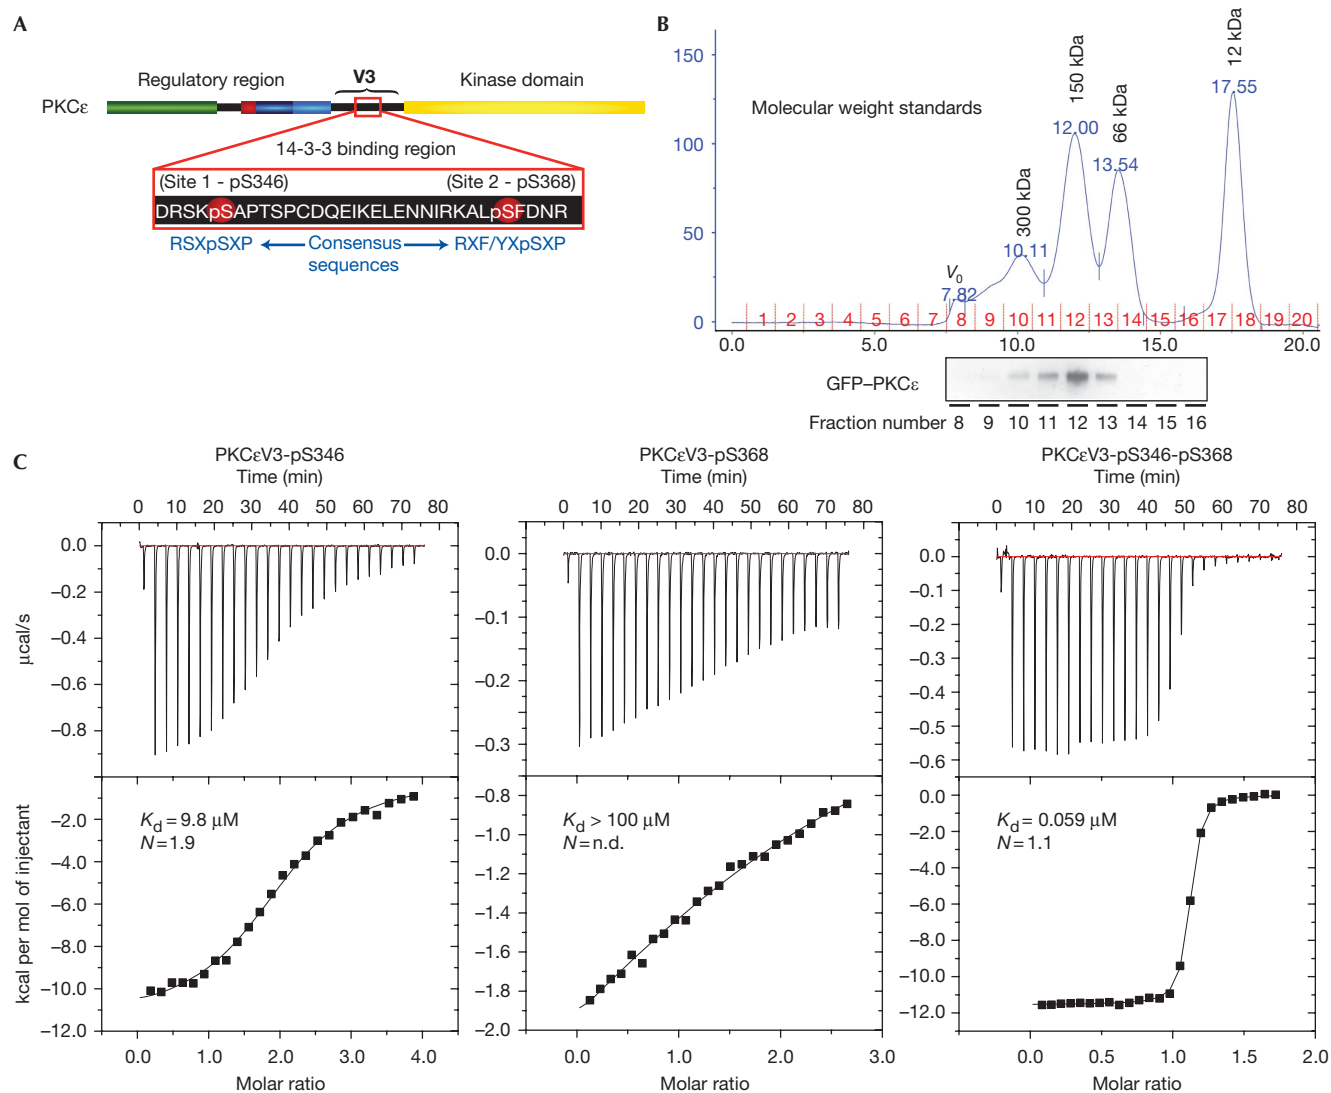 A
Regulatory region
V3
Kinase domain
PKCε
14-3-3 binding region
(Site 1 - pS346)
(Site 2 - pS368)
DRSKpSAPTSPCDQEIKELENNIRKALpSFDNR
RSXpSXP
Consensus sequences
RXF/YXpSXP
B
150
100
50
0
Molecular weight standards
V0
7.82
300 kDa
10.11
150 kDa
12.00
66 kDa
13.54
12 kDa
17.55
1 2 3 4 5 6 7 8 9 10 11 12 13 14 15 16 17 18 19 20
0.0 5.0 10.0 15.0 20.0
GFP–PKCε
Fraction number 8 9 10 11 12 13 14 15 16
C
PKCεV3-pS346
Time (min)
0 10 20 30 40 50 60 70 80
µcal/s
0.0
−0.2
−0.4
−0.6
−0.8
kcal per mol of injectant
−2.0
−4.0
−6.0
−8.0
−10.0
−12.0
Kd = 9.8 µM
N = 1.9
0.0 1.0 2.0 3.0 4.0
Molar ratio
PKCεV3-pS368
Time (min)
0 10 20 30 40 50 60 70 80
0.0
−0.1
−0.2
−0.3
−0.8
−1.0
−1.2
−1.4
−1.6
−1.8
−2.0
Kd > 100 µM
N = n.d.
0.0 1.0 2.0 3.0
Molar ratio
PKCεV3-pS346-pS368
Time (min)
0 10 20 30 40 50 60 70 80
0.0
−0.1
−0.2
−0.3
−0.4
−0.5
−0.6
0.0
−2.0
−4.0
−6.0
−8.0
−10.0
−12.0
Kd = 0.059 µM
N = 1.1
0.0 0.5 1.0 1.5 2.0
Molar ratio